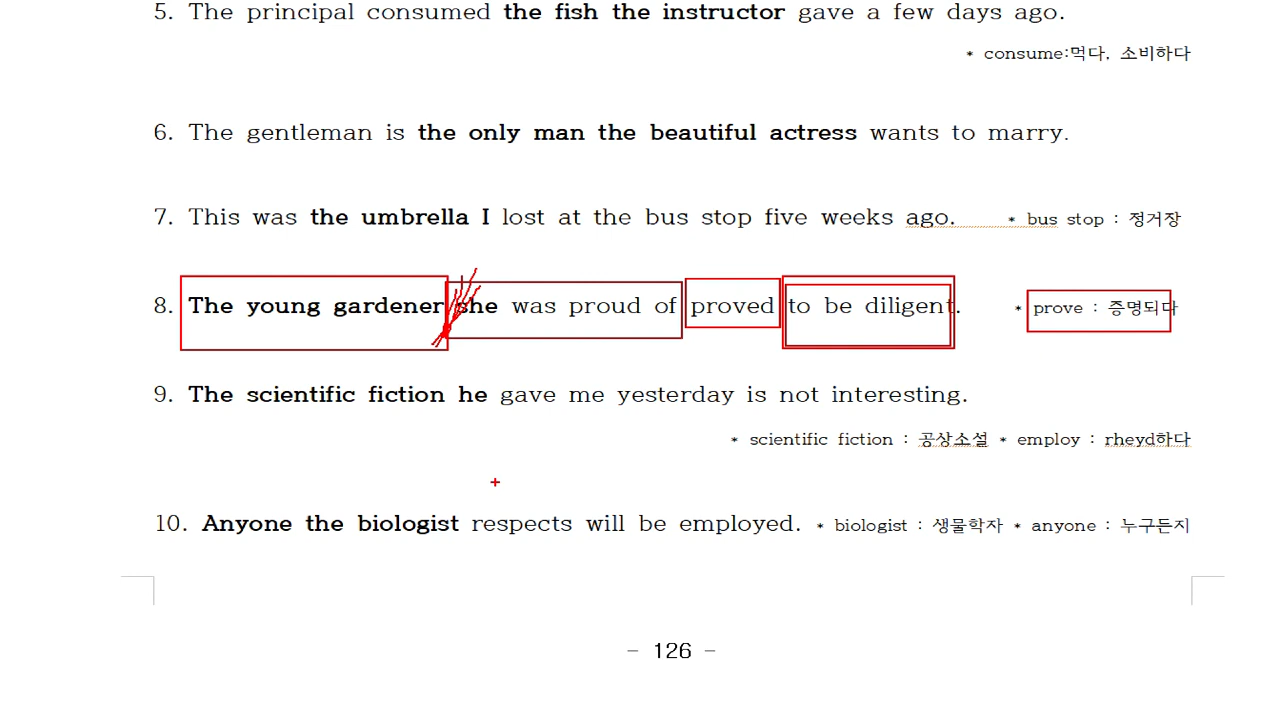 5. The principal consumed the fish the instructor gave a few days ago.
* consume:먹다, 소비하다
6. The gentleman is the only man the beautiful actress wants to marry.
7. This was the umbrella I lost at the bus stop five weeks ago. * bus stop : 정거장
8. The young gardener she was proud of proved to be diligent. * prove : 증명되다
9. The scientific fiction he gave me yesterday is not interesting.
* scientific fiction : 공상소설 * employ : rheyd하다
10. Anyone the biologist respects will be employed. * biologist : 생물학자 * anyone : 누구든지
- 126 -